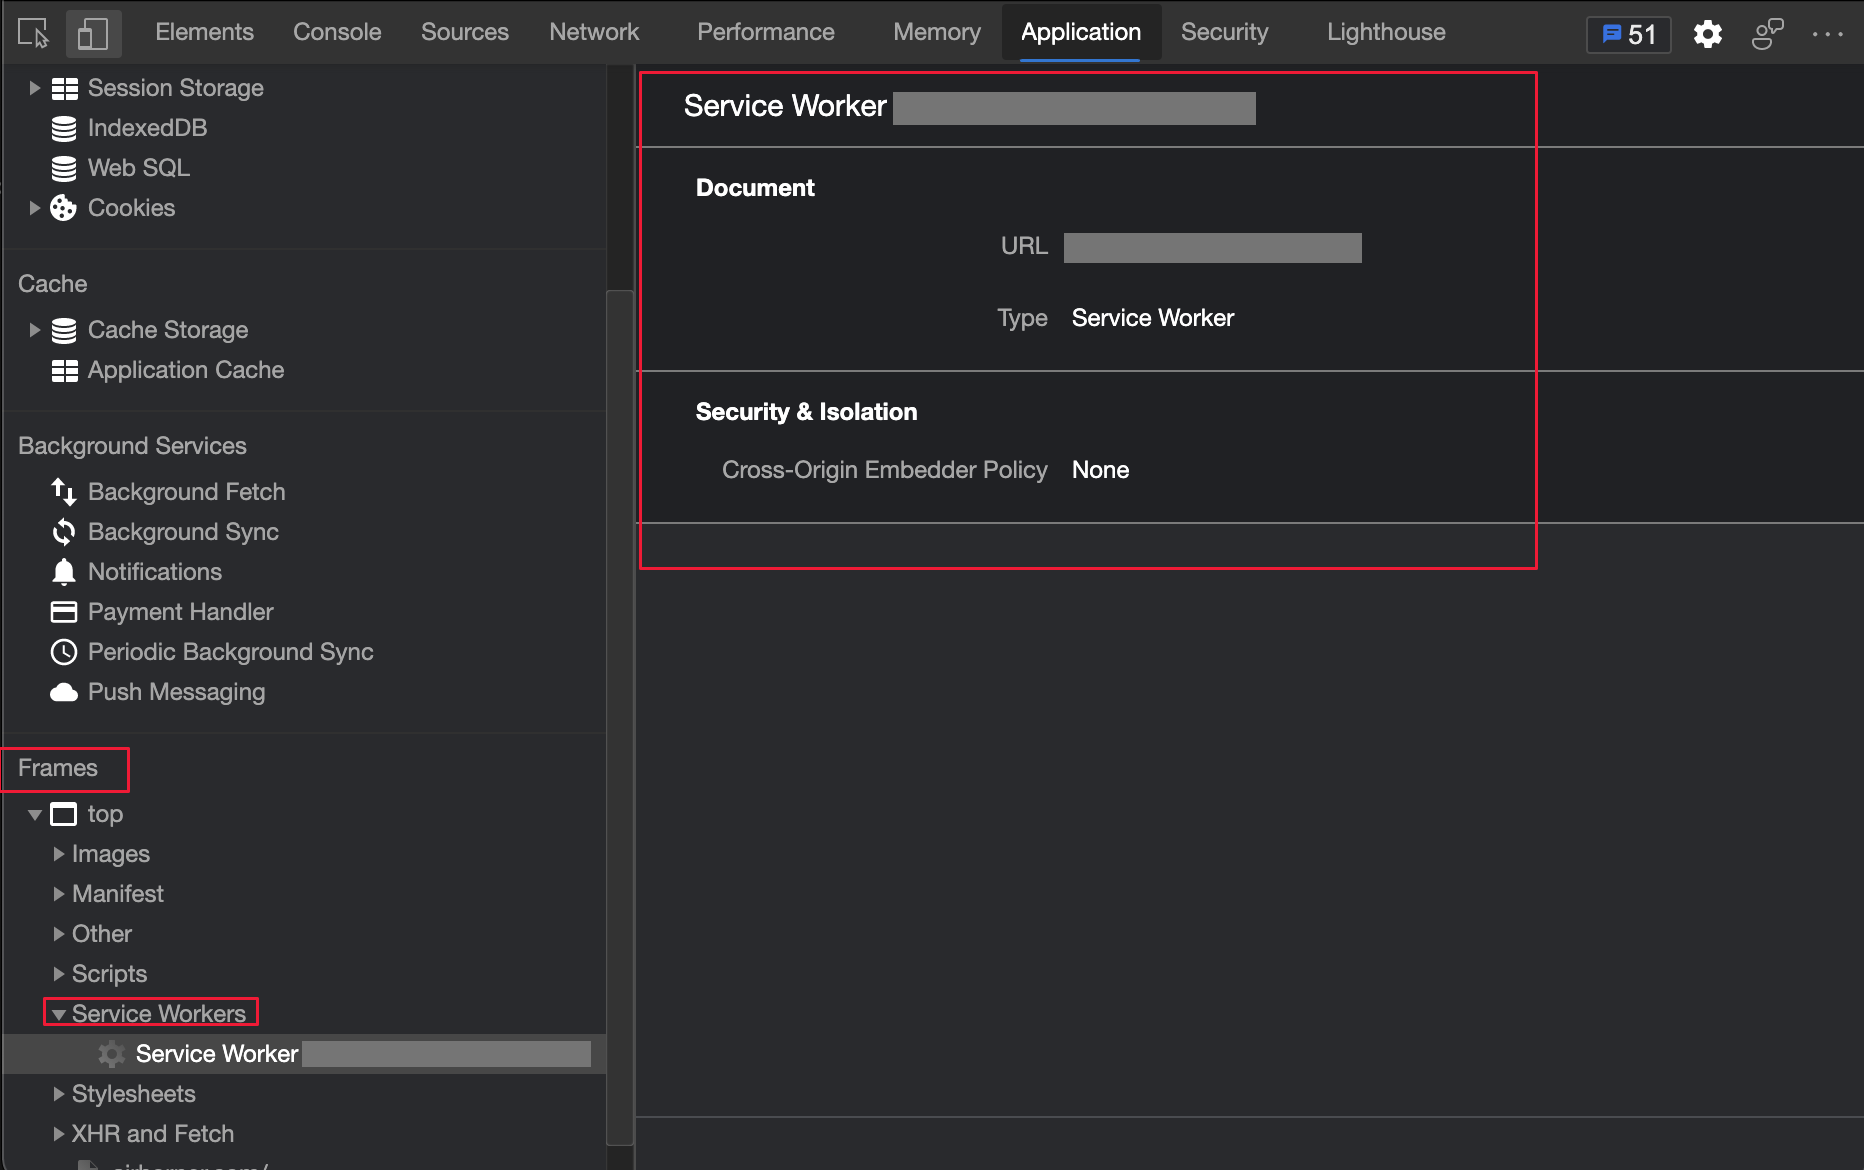 Elements Console Sources Network Performance Memory Application Security Lighthouse 51
Session Storage
IndexedDB
Web SQL
Cookies
Cache
Cache Storage
Application Cache
Background Services
Background Fetch
Background Sync
Notifications
Payment Handler
Periodic Background Sync
Push Messaging
Frames
top
Images
Manifest
Other
Scripts
Service Workers
Service Worker
Stylesheets
XHR and Fetch
Service Worker
Document
URL
Type Service Worker
Security & Isolation
Cross-Origin Embedder Policy None